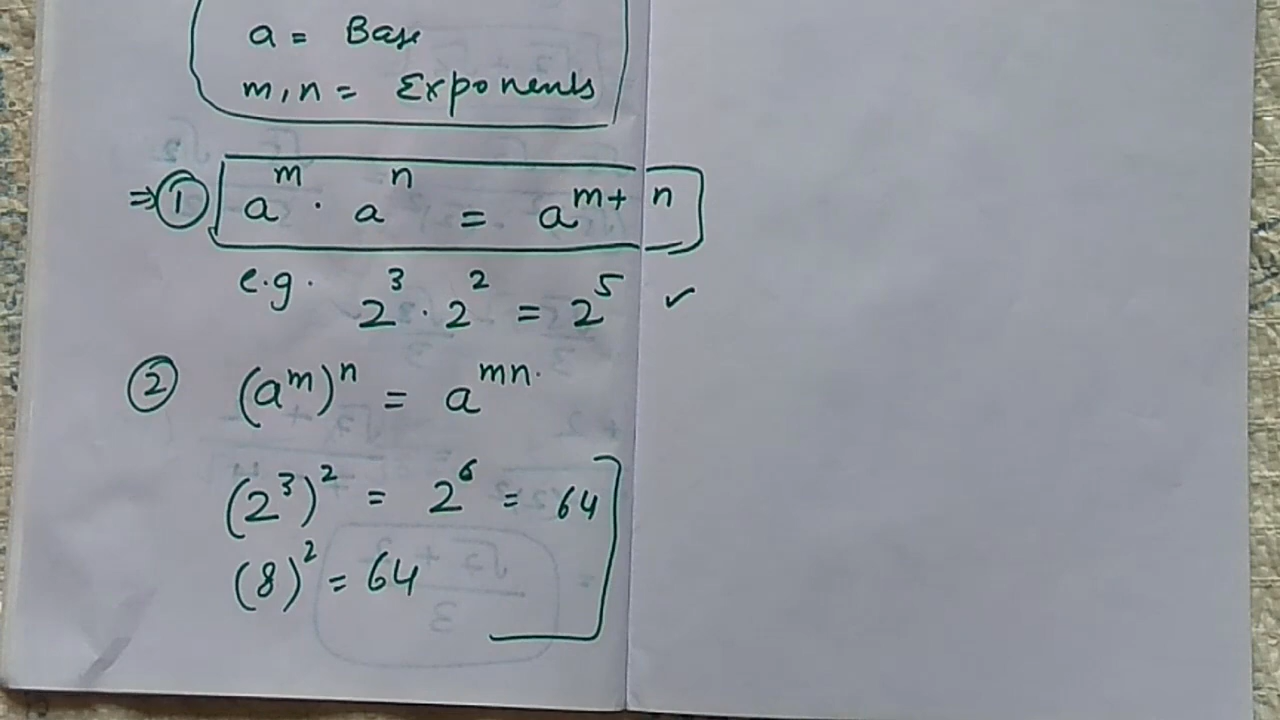 a = Base
m, n = Exponents
⇒ ① a^m · a^n = a^{m+n}
e.g. 2^3 · 2^2 = 2^5 ✓
② (a^m)^n = a^{mn}.
(2^3)^2 = 2^6 = 64
(8)^2 = 64